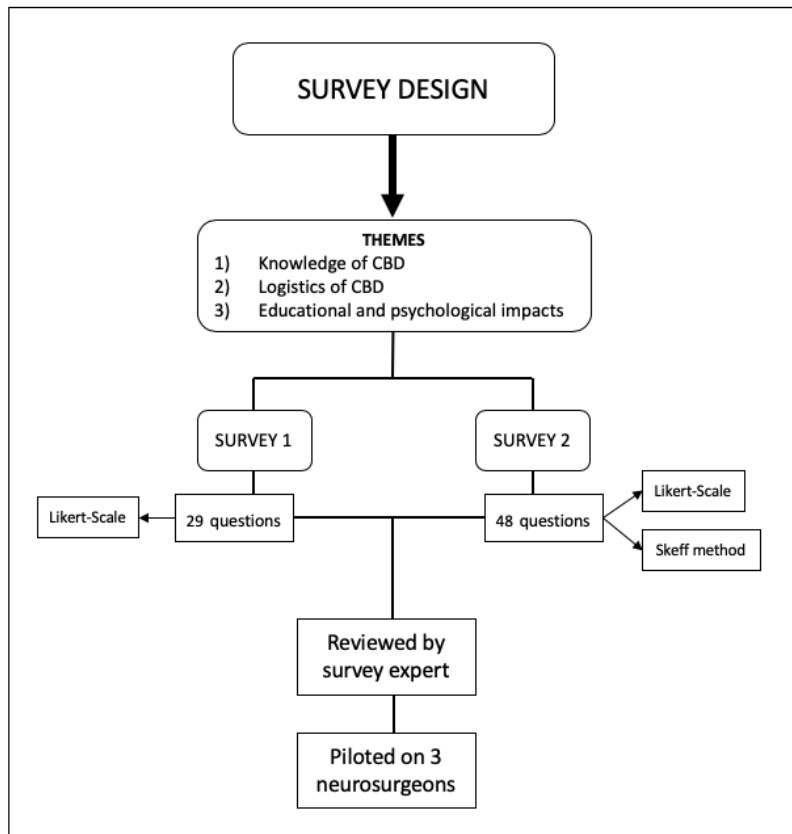 SURVEY DESIGN
THEMES
1) Knowledge of CBD
2) Logistics of CBD
3) Educational and psychological impacts
SURVEY 1
SURVEY 2
Likert-Scale
29 questions
48 questions
Likert-Scale
Skeff method
Reviewed by
survey expert
Piloted on 3
neurosurgeons